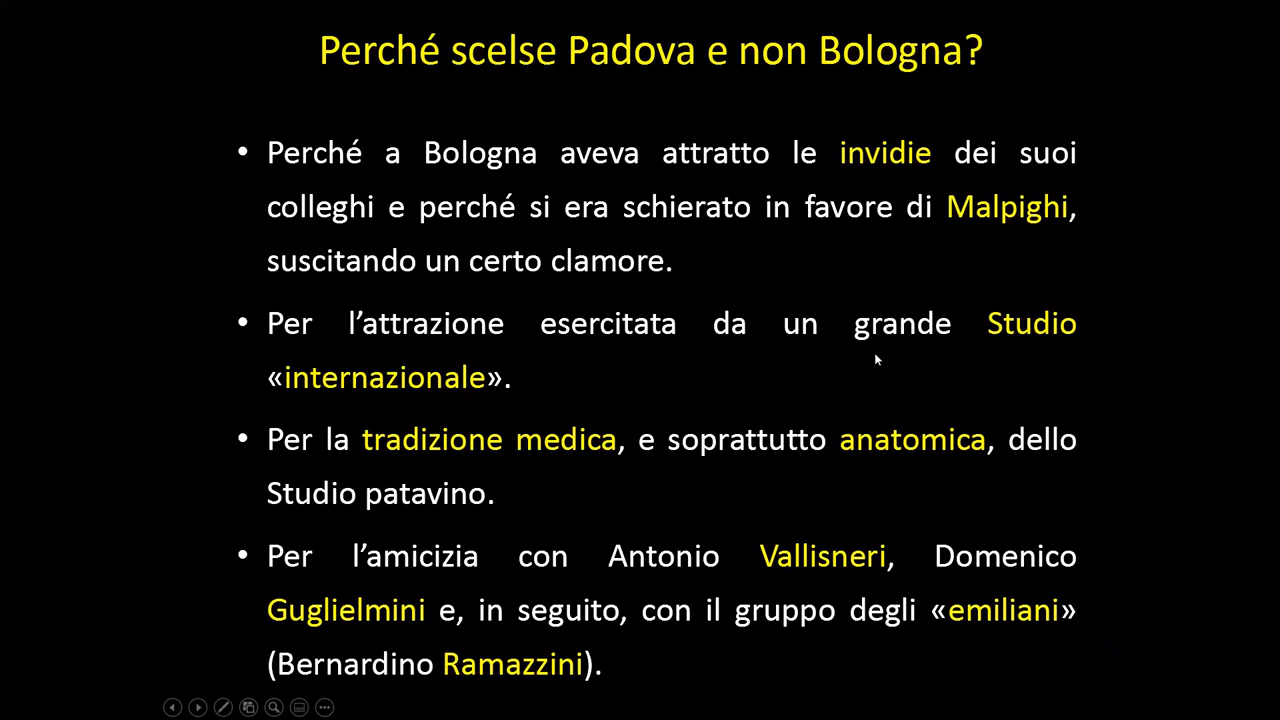 Perché scelse Padova e non Bologna?
• Perché a Bologna aveva attratto le invidie dei suoi
colleghi e perché si era schierato in favore di Malpighi,
suscitando un certo clamore.
• Per l’attrazione esercitata da un grande Studio
«internazionale».
• Per la tradizione medica, e soprattutto anatomica, dello
Studio patavino.
• Per l’amicizia con Antonio Vallisneri, Domenico
Guglielmini e, in seguito, con il gruppo degli «emiliani»
(Bernardino Ramazzini).